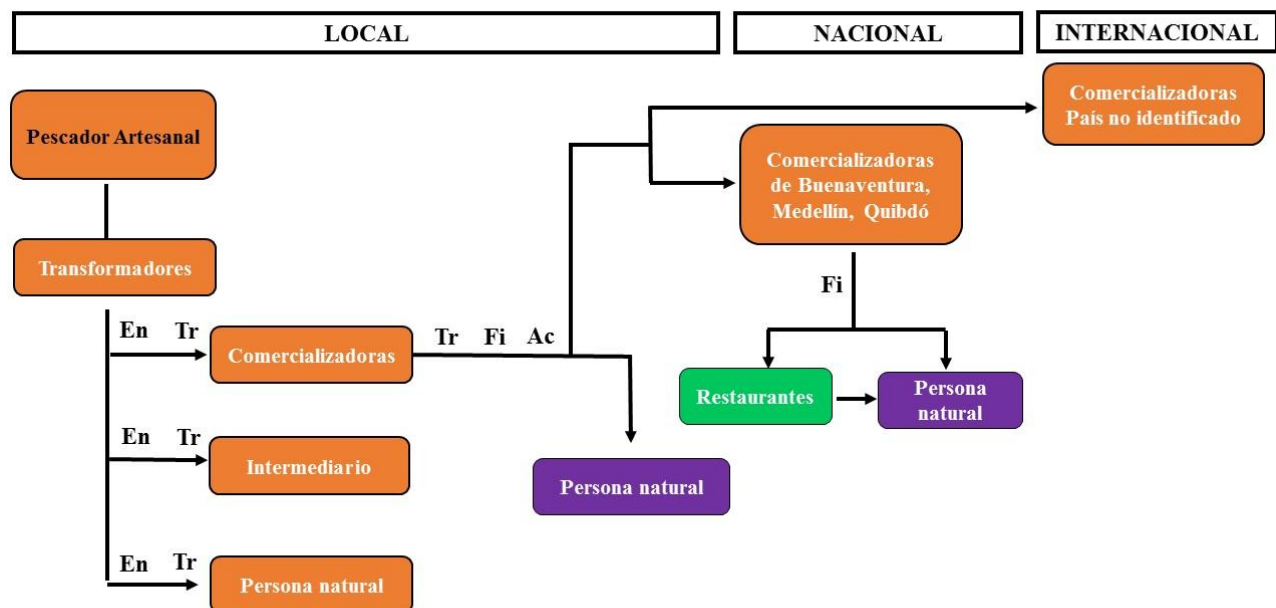 LOCAL
NACIONAL
INTERNACIONAL
Pescador Artesanal
Comercializadoras
País no identificado
Comercializadoras
de Buenaventura,
Medellín, Quibdó
Transformadores
Fi
En Tr
Comercializadoras
Tr Fi Ac
Restaurantes
Persona
natural
En Tr
Intermediario
Persona natural
En Tr
Persona natural